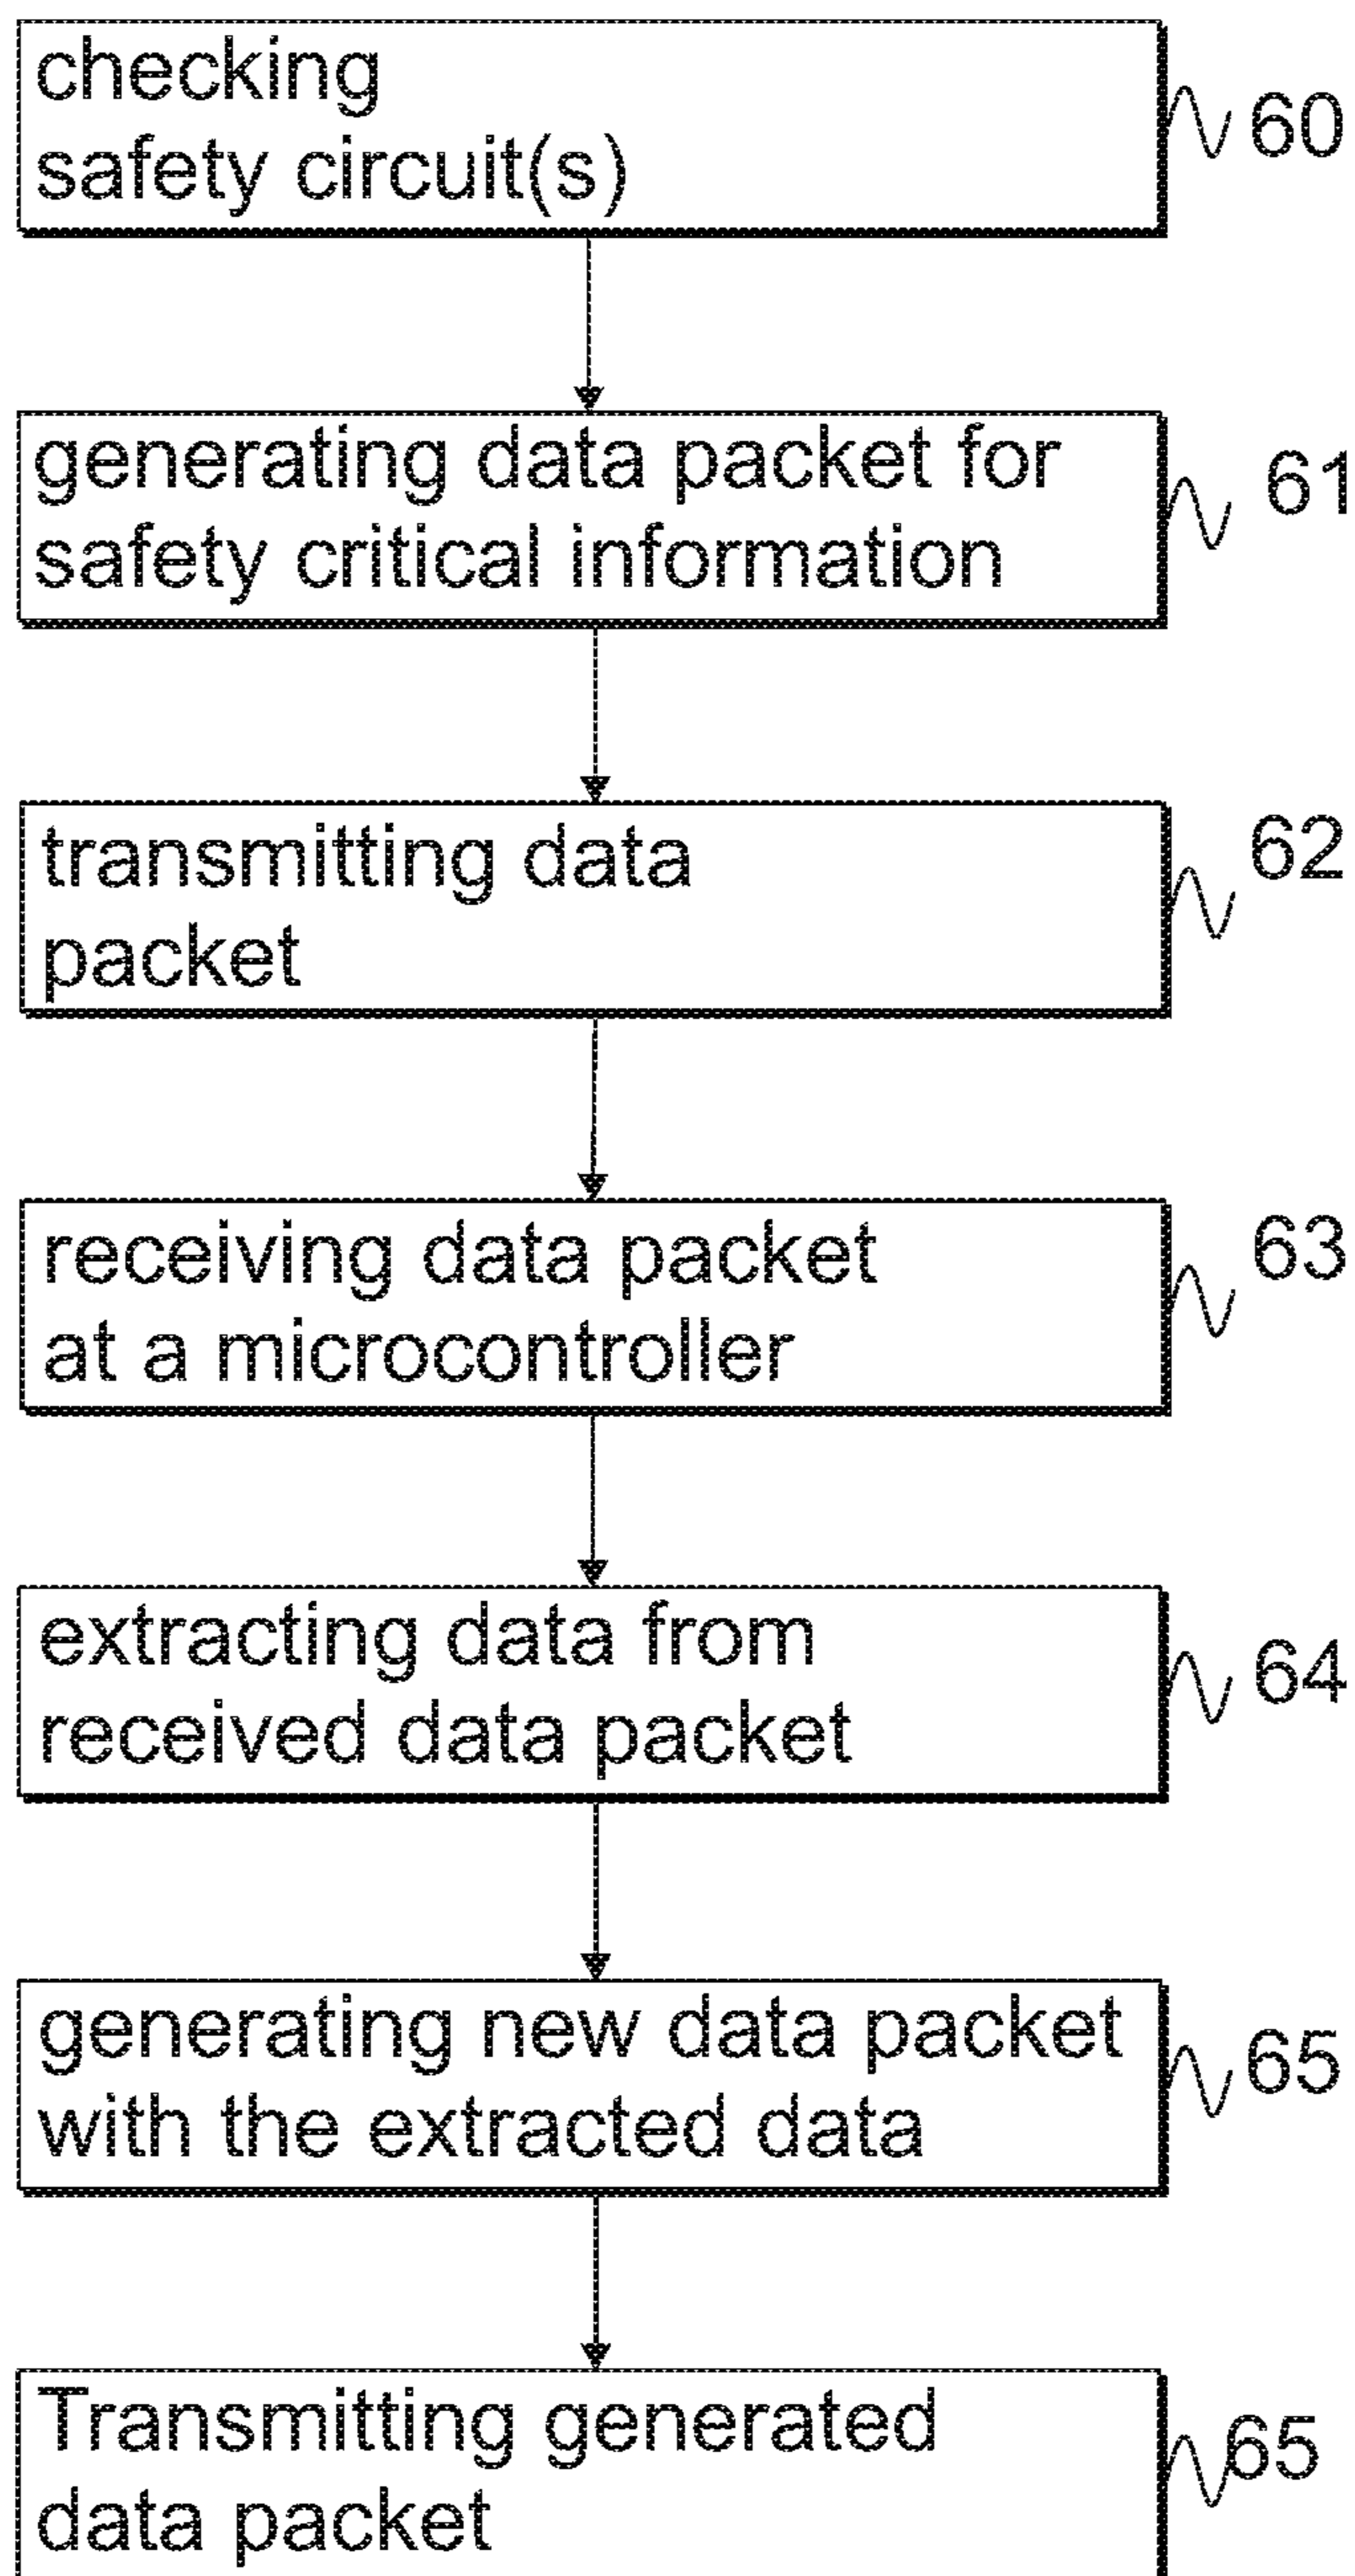 checking
safety circuit(s)
60
generating data packet for
safety critical information
61
transmitting data
packet
62
receiving data packet
at a microcontroller
63
extracting data from
received data packet
64
generating new data packet
with the extracted data
65
Transmitting generated
data packet
65